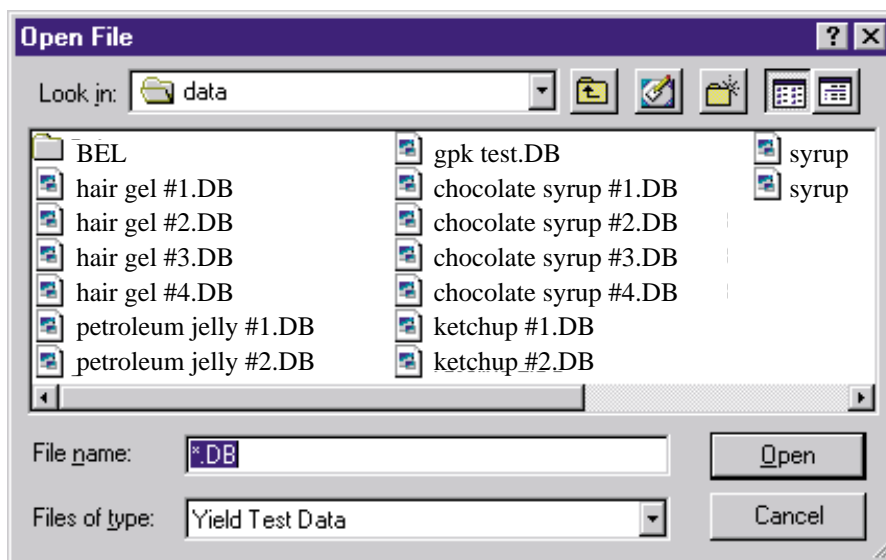 Open File
Look in: data
BEL
hair gel #1.DB
hair gel #2.DB
hair gel #3.DB
hair gel #4.DB
petroleum jelly #1.DB
petroleum jelly #2.DB
gpk test.DB
chocolate syrup #1.DB
chocolate syrup #2.DB
chocolate syrup #3.DB
chocolate syrup #4.DB
ketchup #1.DB
ketchup #2.DB
syrup
syrup
File name: *.DB
Open
Files of type: Yield Test Data
Cancel